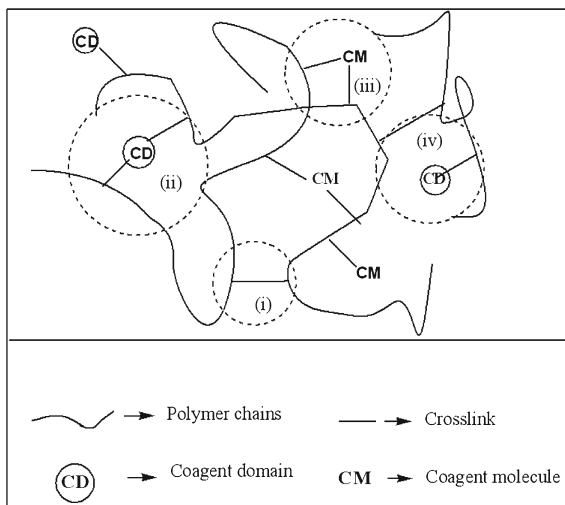 CD
CM
(iii)
(iv)
CD
(ii)
CD
CM
CM
(i)
Polymer chains
Crosslink
CD
Coagent domain
CM
Coagent molecule